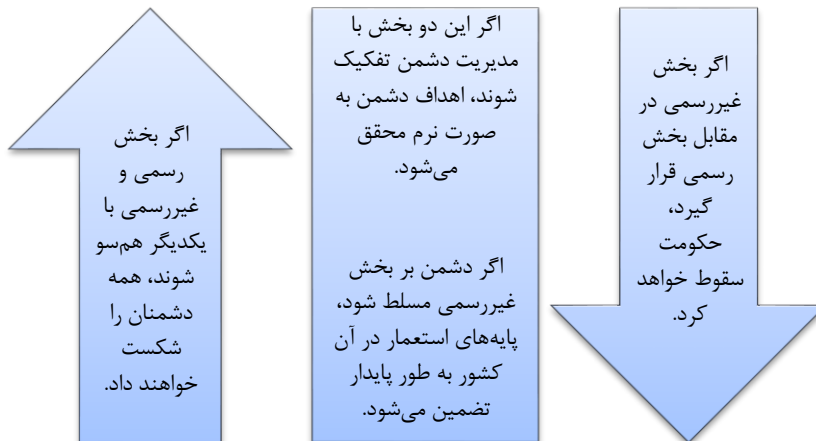 اگر بخش
غیررسمی در
مقابل بخش
رسمی قرار
گیرد،
حکومت
سقوط خواهد
کرد.
اگر این دو بخش با
مدیریت دشمن تفکیک
شوند، اهداف دشمن به
صورت نرم محقق
می‌شود.
اگر دشمن بر بخش
غیررسمی مسلط شود،
پایه‌های استعمار در آن
کشور به طور پایدار
تضمین می‌شود.
اگر بخش
رسمی و
غیررسمی با
یکدیگر هم‌سو
شوند، همه
دشمنان را
شکست
خواهند داد.